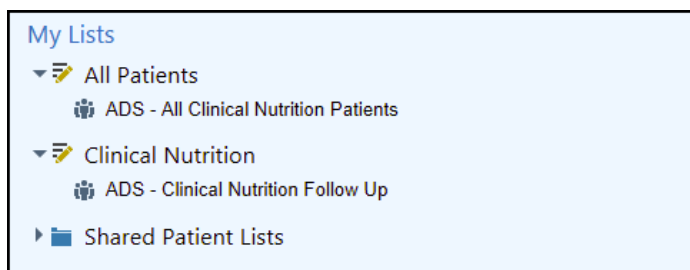 My Lists
All Patients
ADS - All Clinical Nutrition Patients
Clinical Nutrition
ADS - Clinical Nutrition Follow Up
Shared Patient Lists